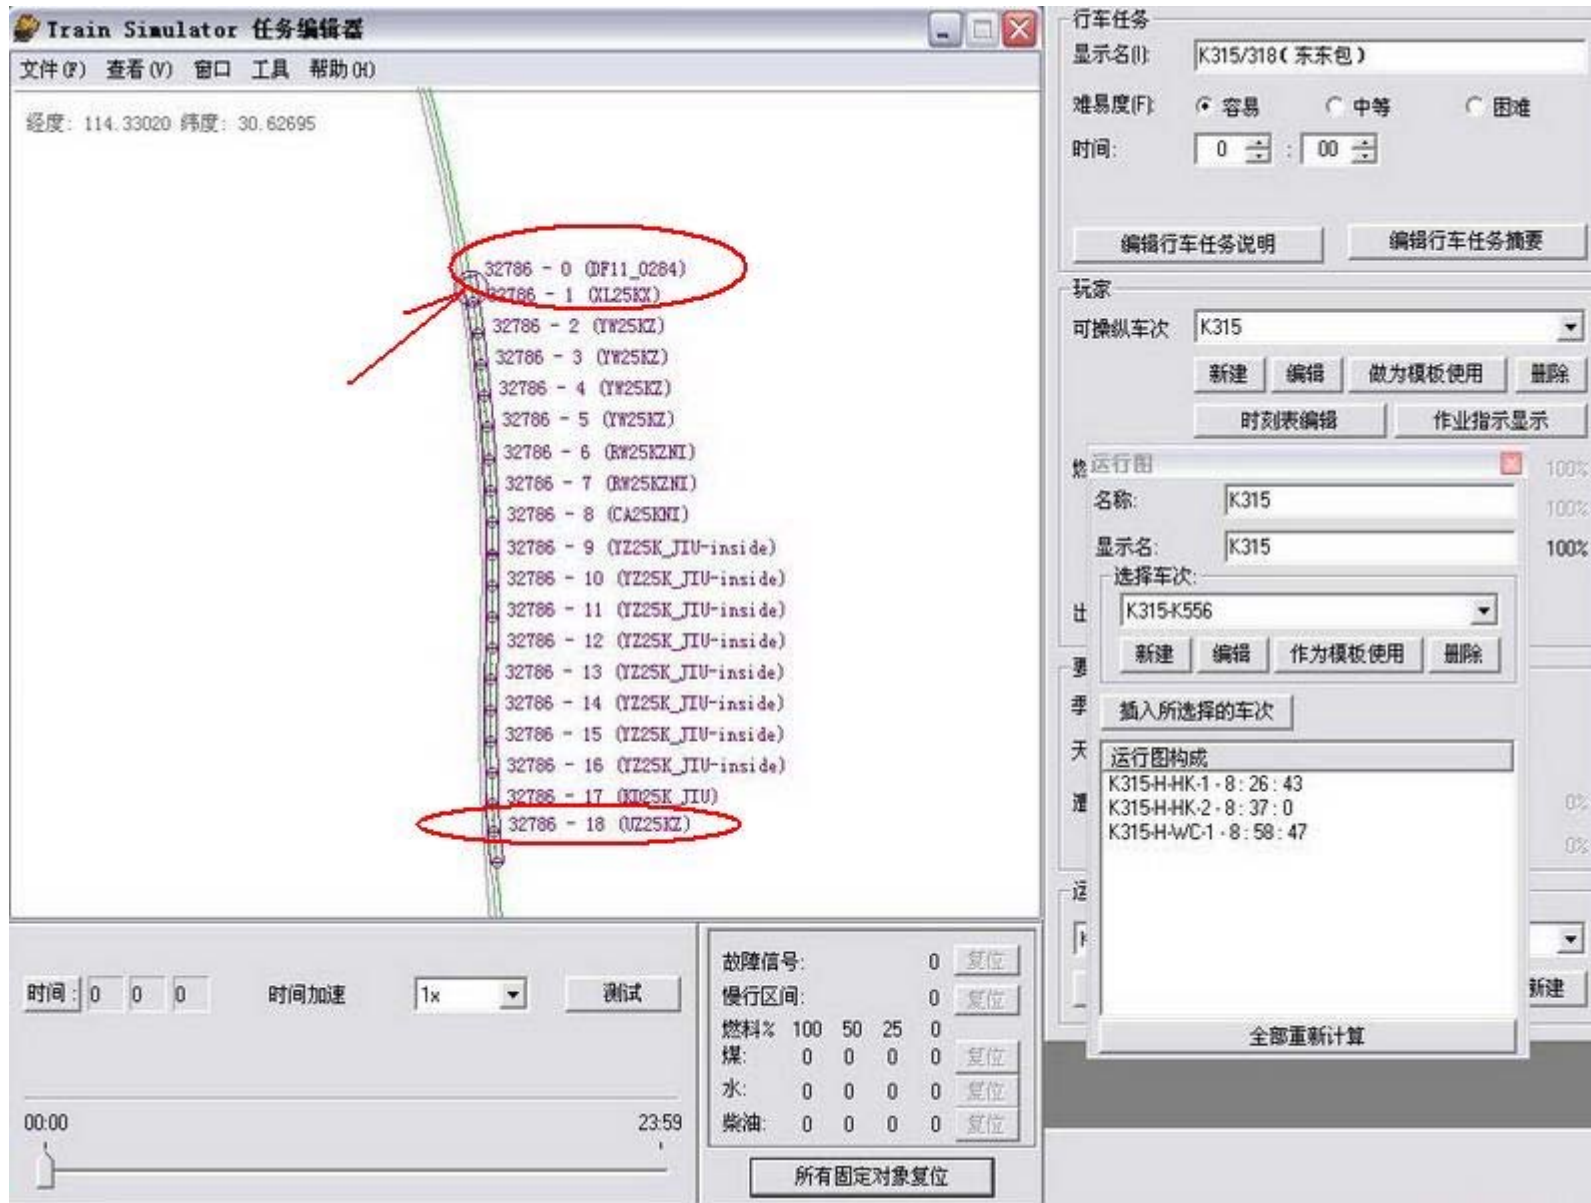 Train Simulator 任务编辑器
文件(F) 查看(V) 窗口 工具 帮助(H)
经度: 114.33020 纬度: 30.62695
32786 - 0 (DF11_0284)
32786 - 1 (XL25KX)
32786 - 2 (YW25KZ)
32786 - 3 (YW25KZ)
32786 - 4 (YW25KZ)
32786 - 5 (YW25KZ)
32786 - 6 (RW25KZNI)
32786 - 7 (RW25KZNI)
32786 - 8 (CA25KNI)
32786 - 9 (YZ25K_JIU-inside)
32786 - 10 (YZ25K_JIU-inside)
32786 - 11 (YZ25K_JIU-inside)
32786 - 12 (YZ25K_JIU-inside)
32786 - 13 (YZ25K_JIU-inside)
32786 - 14 (YZ25K_JIU-inside)
32786 - 15 (YZ25K_JIU-inside)
32786 - 16 (YZ25K_JIU-inside)
32786 - 17 (KD25K_JIU)
32786 - 18 (UZ25KZ)
时间: 0 0 0 时间加速 1x 测试
00:00 23:59
故障信号: 0 复位
慢行区间: 0 复位
燃料% 100 50 25 0
煤: 0 0 0 0 复位
水: 0 0 0 0 复位
柴油: 0 0 0 0 复位
所有固定对象复位
行车任务
显示名(I): K315/318(东东包)
难易度(F): 容易 中等 困难
时间: 0 : 00
编辑行车任务说明 编辑行车任务摘要
玩家
可操纵车次 K315
新建 编辑 做为模板使用 删除
时刻表编辑 作业指示显示
运行图
100%
名称: K315
100%
显示名: K315
100%
选择车次:
K315-K556
新建 编辑 作为模板使用 删除
季
插入所选择的车次
天
运行图构成
K315-H-HK-1 - 8 : 26 : 43
K315-H-HK-2 - 8 : 37 : 0
0%
K315-H-WC-1 - 8 : 58 : 47
0%
运
新建
全部重新计算